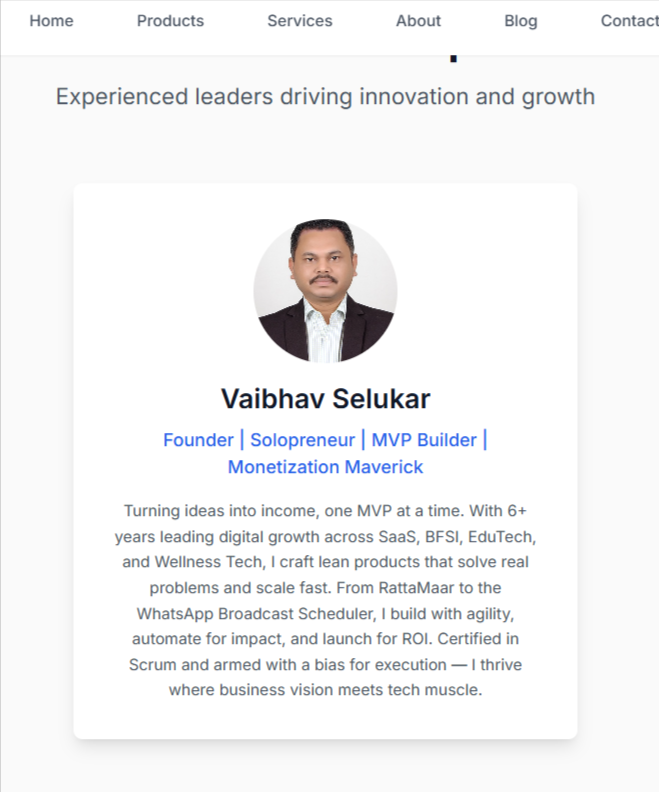 Home Products Services About Blog Contact
Experienced leaders driving innovation and growth
Vaibhav Selukar
Founder | Solopreneur | MVP Builder |
Monetization Maverick
Turning ideas into income, one MVP at a time. With 6+
years leading digital growth across SaaS, BFSI, EduTech,
and Wellness Tech, I craft lean products that solve real
problems and scale fast. From RattaMaar to the
WhatsApp Broadcast Scheduler, I build with agility,
automate for impact, and launch for ROI. Certified in
Scrum and armed with a bias for execution — I thrive
where business vision meets tech muscle.